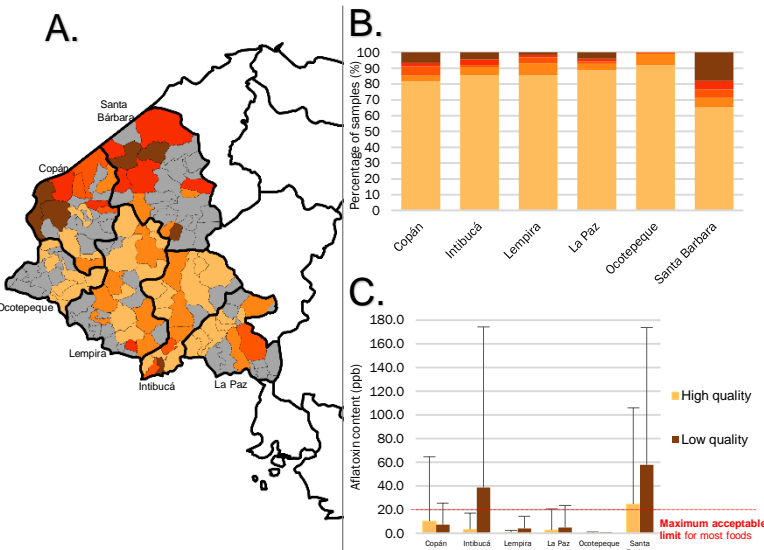 A.
Santa
Bárbara
Copán
Ocotepeque
Lempira
Intibucá
La Paz
B.
Percentage of samples (%)
100
90
80
70
60
50
40
30
20
10
0
Copán
Intibucá
Lempira
La Paz
Ocotepeque
Santa Barbara
C.
Aflatoxin content (ppb)
180.0
160.0
140.0
120.0
100.0
80.0
60.0
40.0
20.0
0.0
Copán
Intibucá
Lempira
La Paz
Ocotepeque
Santa
High quality
Low quality
Maximum acceptable
limit for most foods